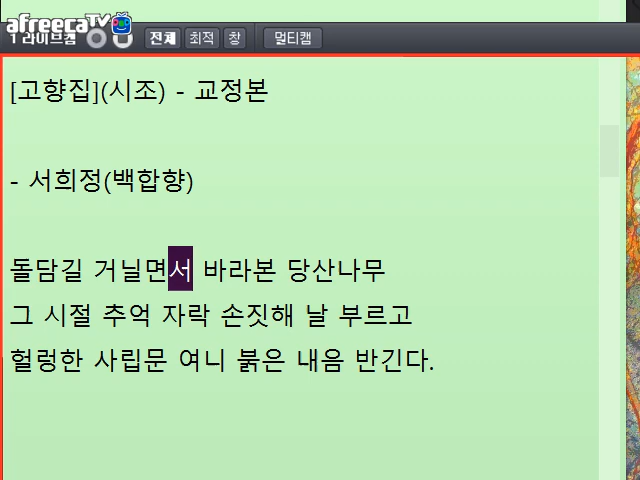 afreecaTV
1 라이브캠 전체 최적 창 멀티캠
[고향집](시조) - 교정본
- 서희정(백합향)
돌담길 거닐면서 바라본 당산나무
그 시절 추억 자락 손짓해 날 부르고
헐렁한 사립문 여니 붉은 내음 반긴다.